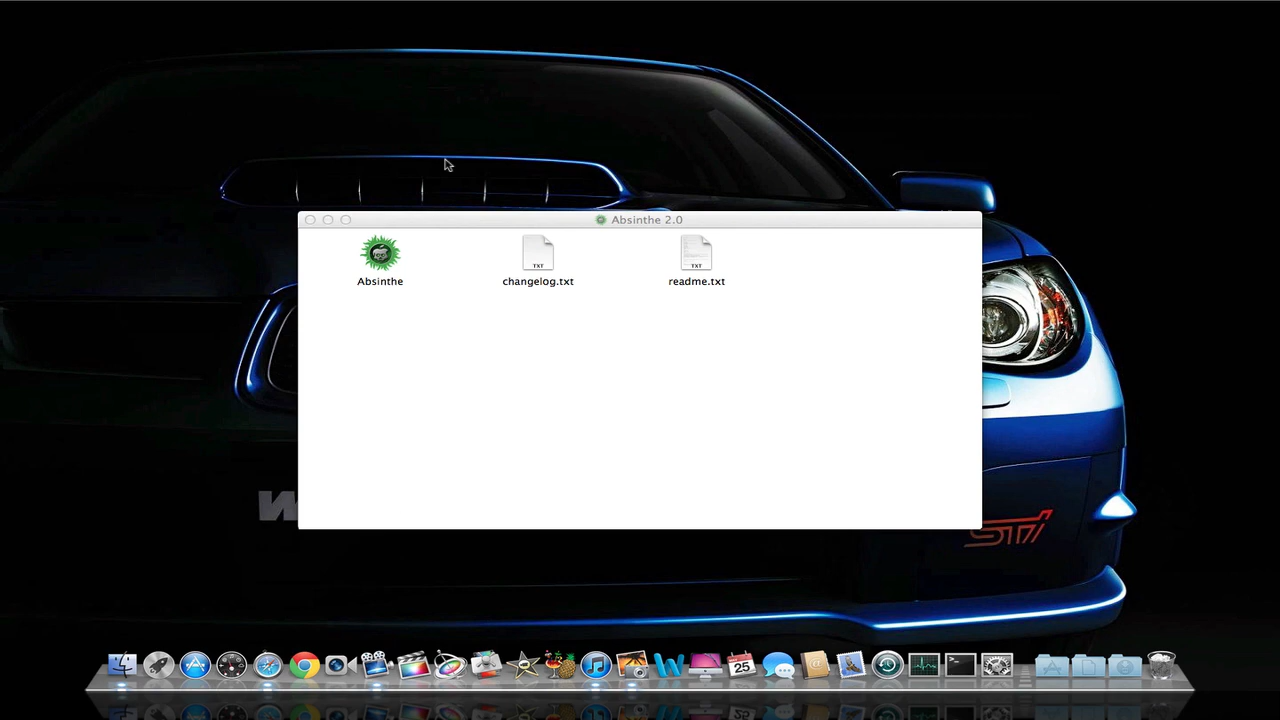 Absinthe 2.0
Absinthe
TXT
changelog.txt
TXT
readme.txt
W
STi
25